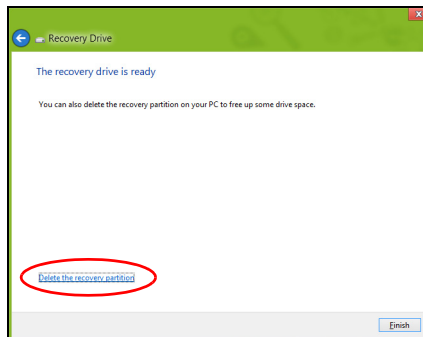 x
Recovery Drive
The recovery drive is ready
You can also delete the recovery partition on your PC to free up some drive space.
Delete the recovery partition
Finish